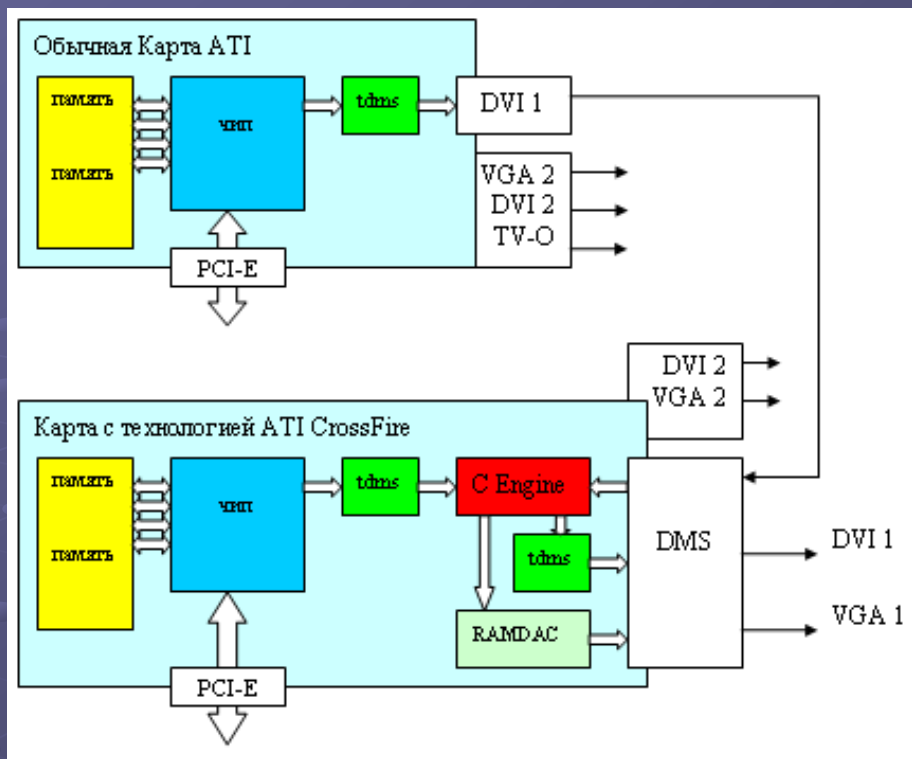 Обычная Карта ATI
память
память
чип
tdms
DVI 1
VGA 2
DVI 2
TV-O
PCI-E
DVI 2
VGA 2
Карта с технологией ATI CrossFire
память
память
чип
tdms
C Engine
tdms
RAMDAC
DMS
DVI 1
VGA 1
PCI-E